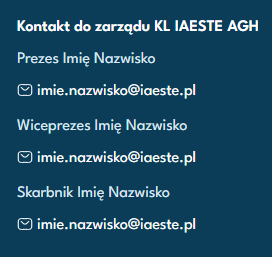 Kontakt do zarządu KL IAESTE AGH
Prezes Imię Nazwisko
imie.nazwisko@iaeste.pl
Wiceprezes Imię Nazwisko
imie.nazwisko@iaeste.pl
Skarbnik Imię Nazwisko
imie.nazwisko@iaeste.pl